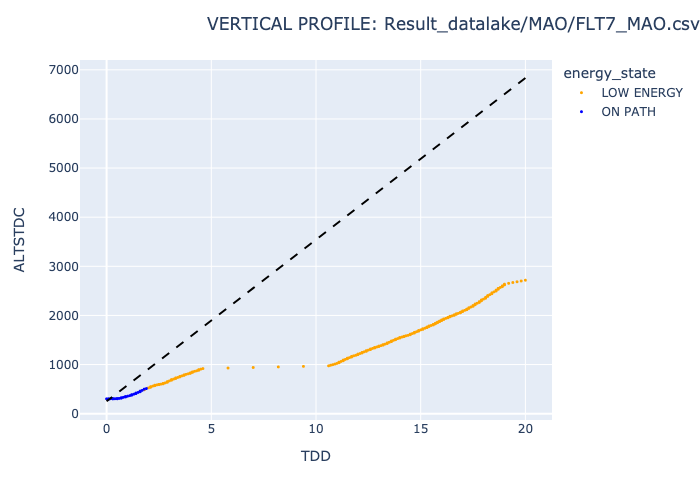 VERTICAL PROFILE: Result_datalake/MAO/FLT7_MAO.csv
energy_state
LOW ENERGY
ON PATH
ALTSTDC
7000
6000
5000
4000
3000
2000
1000
0
0 5 10 15 20
TDD